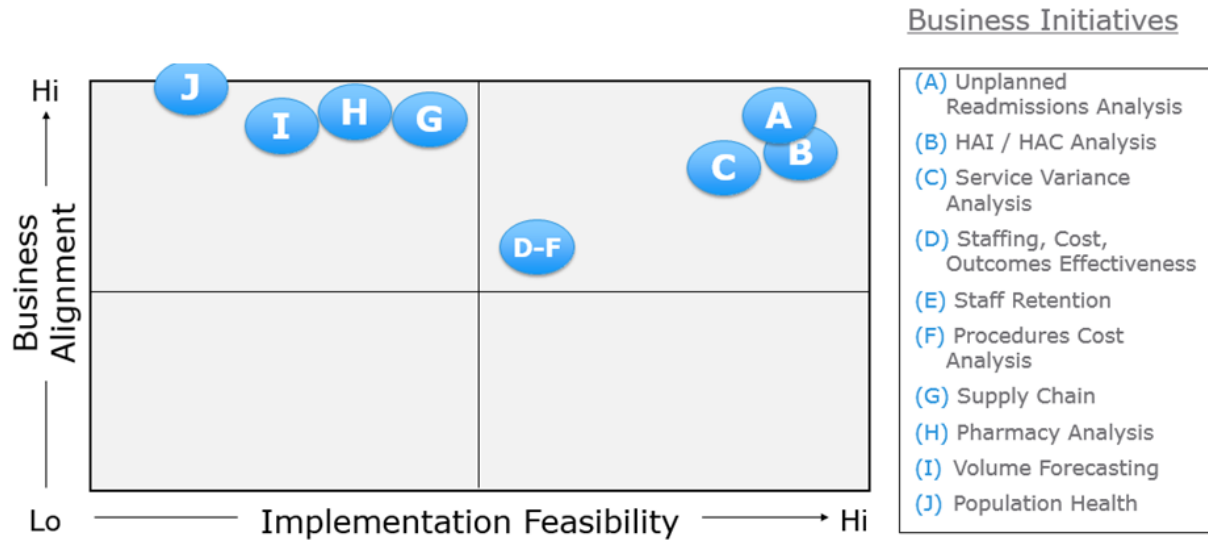 Business Initiatives
Hi
J
I
H
G
A
B
C
D–F
Business
Alignment
Lo
Implementation Feasibility
Hi
(A) Unplanned
Readmissions Analysis
(B) HAI / HAC Analysis
(C) Service Variance
Analysis
(D) Staffing, Cost,
Outcomes Effectiveness
(E) Staff Retention
(F) Procedures Cost
Analysis
(G) Supply Chain
(H) Pharmacy Analysis
(I) Volume Forecasting
(J) Population Health